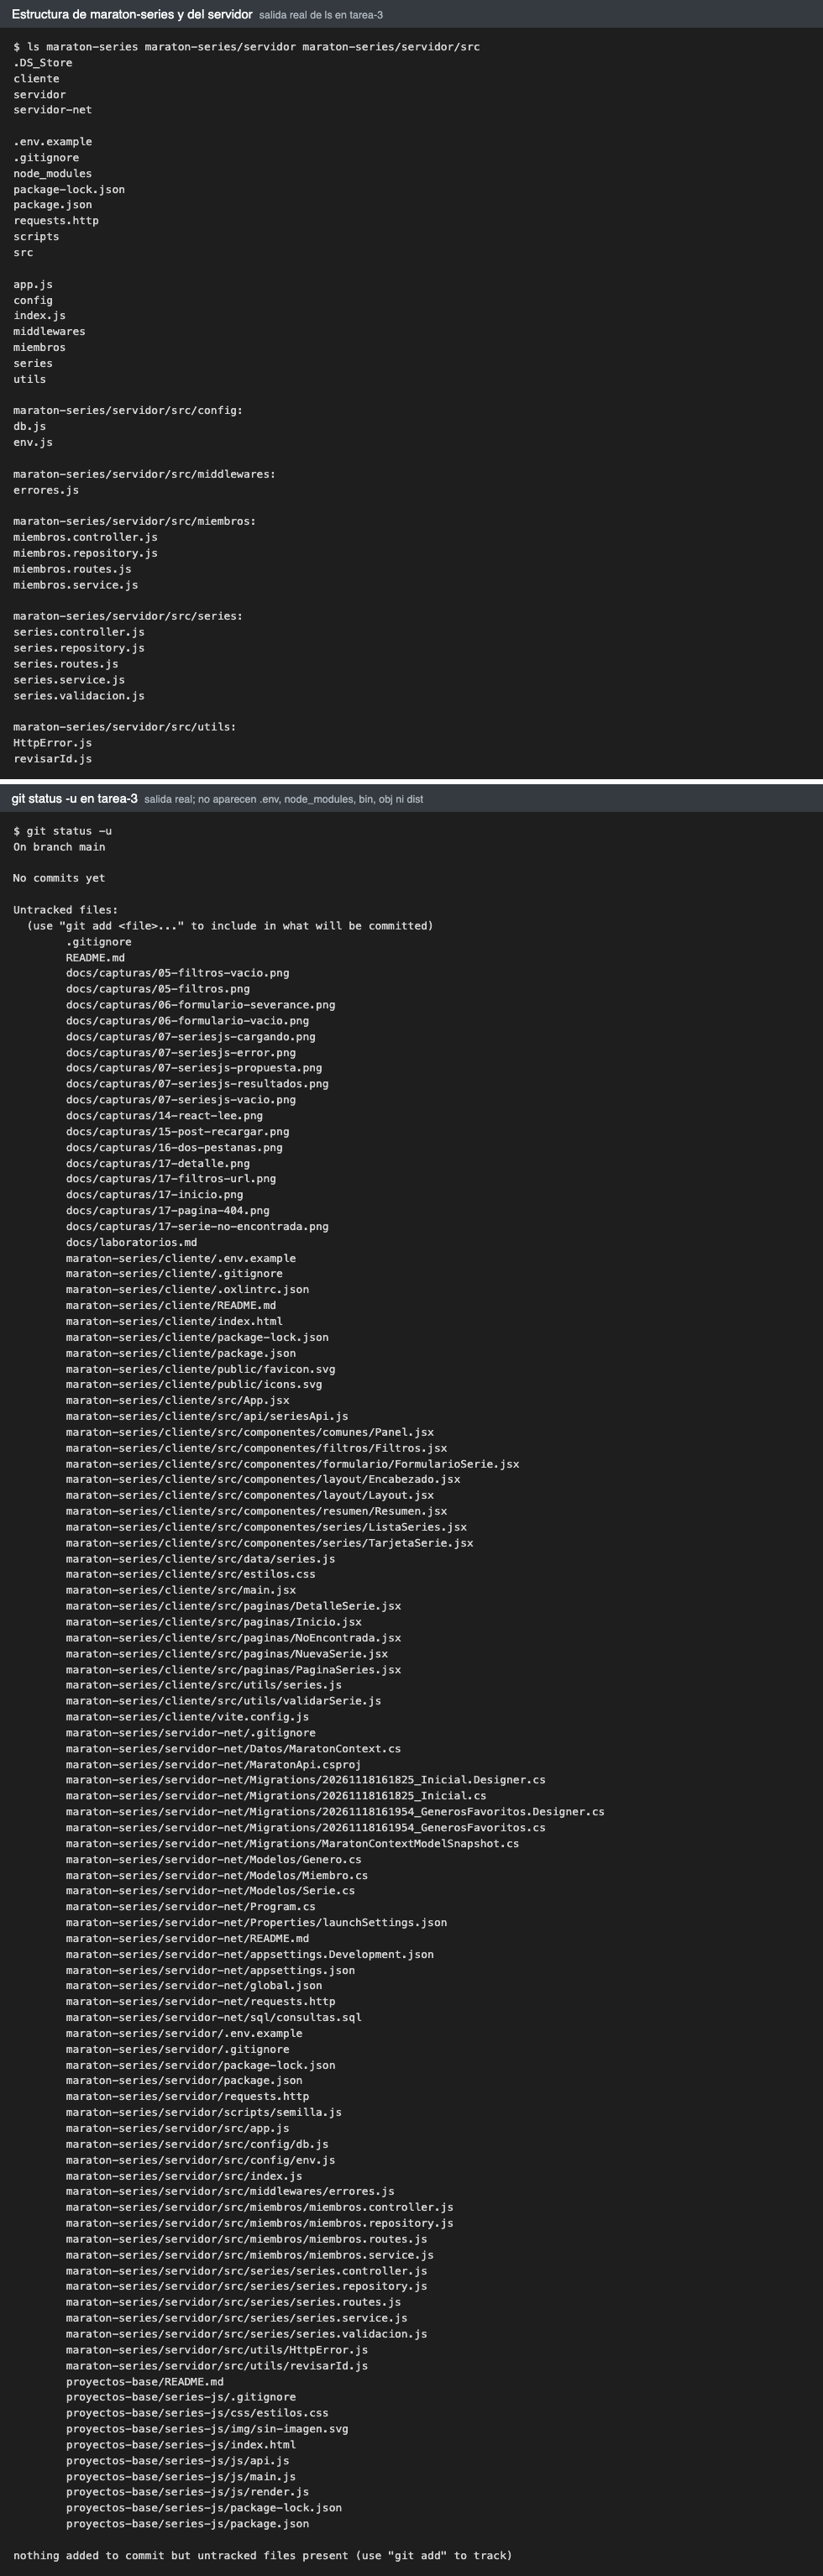 Estructura de maraton-series y del servidor salida real de ls en tarea-3
$ ls maraton-series maraton-series/servidor maraton-series/servidor/src
.DS_Store
cliente
servidor
servidor-net
.env.example
.gitignore
node_modules
package-lock.json
package.json
requests.http
scripts
src
app.js
config
index.js
middlewares
miembros
series
utils
maraton-series/servidor/src/config:
db.js
env.js
maraton-series/servidor/src/middlewares:
errores.js
maraton-series/servidor/src/miembros:
miembros.controller.js
miembros.repository.js
miembros.routes.js
miembros.service.js
maraton-series/servidor/src/series:
series.controller.js
series.repository.js
series.routes.js
series.service.js
series.validacion.js
maraton-series/servidor/src/utils:
HttpError.js
revisarId.js
git status -u en tarea-3 salida real; no aparecen .env, node_modules, bin, obj ni dist
$ git status -u
On branch main
No commits yet
Untracked files:
(use "git add <file>..." to include in what will be committed)
.gitignore
README.md
docs/capturas/05-filtros-vacio.png
docs/capturas/05-filtros.png
docs/capturas/06-formulario-severance.png
docs/capturas/06-formulario-vacio.png
docs/capturas/07-seriesjs-cargando.png
docs/capturas/07-seriesjs-error.png
docs/capturas/07-seriesjs-propuesta.png
docs/capturas/07-seriesjs-resultados.png
docs/capturas/07-seriesjs-vacio.png
docs/capturas/14-react-lee.png
docs/capturas/15-post-recargar.png
docs/capturas/16-dos-pestanas.png
docs/capturas/17-detalle.png
docs/capturas/17-filtros-url.png
docs/capturas/17-inicio.png
docs/capturas/17-pagina-404.png
docs/capturas/17-serie-no-encontrada.png
docs/laboratorios.md
maraton-series/cliente/.env.example
maraton-series/cliente/.gitignore
maraton-series/cliente/.oxlintrc.json
maraton-series/cliente/README.md
maraton-series/cliente/index.html
maraton-series/cliente/package-lock.json
maraton-series/cliente/package.json
maraton-series/cliente/public/favicon.svg
maraton-series/cliente/public/icons.svg
maraton-series/cliente/src/App.jsx
maraton-series/cliente/src/api/seriesApi.js
maraton-series/cliente/src/componentes/comunes/Panel.jsx
maraton-series/cliente/src/componentes/filtros/Filtros.jsx
maraton-series/cliente/src/componentes/formulario/FormularioSerie.jsx
maraton-series/cliente/src/componentes/layout/Encabezado.jsx
maraton-series/cliente/src/componentes/layout/Layout.jsx
maraton-series/cliente/src/componentes/resumen/Resumen.jsx
maraton-series/cliente/src/componentes/series/ListaSeries.jsx
maraton-series/cliente/src/componentes/series/TarjetaSerie.jsx
maraton-series/cliente/src/data/series.js
maraton-series/cliente/src/estilos.css
maraton-series/cliente/src/main.jsx
maraton-series/cliente/src/paginas/DetalleSerie.jsx
maraton-series/cliente/src/paginas/Inicio.jsx
maraton-series/cliente/src/paginas/NoEncontrada.jsx
maraton-series/cliente/src/paginas/NuevaSerie.jsx
maraton-series/cliente/src/paginas/PaginaSeries.jsx
maraton-series/cliente/src/utils/series.js
maraton-series/cliente/src/utils/validarSerie.js
maraton-series/cliente/vite.config.js
maraton-series/servidor-net/.gitignore
maraton-series/servidor-net/Datos/MaratonContext.cs
maraton-series/servidor-net/MaratonApi.csproj
maraton-series/servidor-net/Migrations/20261118161825_Inicial.Designer.cs
maraton-series/servidor-net/Migrations/20261118161825_Inicial.cs
maraton-series/servidor-net/Migrations/20261118161954_GenerosFavoritos.Designer.cs
maraton-series/servidor-net/Migrations/20261118161954_GenerosFavoritos.cs
maraton-series/servidor-net/Migrations/MaratonContextModelSnapshot.cs
maraton-series/servidor-net/Modelos/Genero.cs
maraton-series/servidor-net/Modelos/Miembro.cs
maraton-series/servidor-net/Modelos/Serie.cs
maraton-series/servidor-net/Program.cs
maraton-series/servidor-net/Properties/launchSettings.json
maraton-series/servidor-net/README.md
maraton-series/servidor-net/appsettings.Development.json
maraton-series/servidor-net/appsettings.json
maraton-series/servidor-net/global.json
maraton-series/servidor-net/requests.http
maraton-series/servidor-net/sql/consultas.sql
maraton-series/servidor/.env.example
maraton-series/servidor/.gitignore
maraton-series/servidor/package-lock.json
maraton-series/servidor/package.json
maraton-series/servidor/requests.http
maraton-series/servidor/scripts/semilla.js
maraton-series/servidor/src/app.js
maraton-series/servidor/src/config/db.js
maraton-series/servidor/src/config/env.js
maraton-series/servidor/src/index.js
maraton-series/servidor/src/middlewares/errores.js
maraton-series/servidor/src/miembros/miembros.controller.js
maraton-series/servidor/src/miembros/miembros.repository.js
maraton-series/servidor/src/miembros/miembros.routes.js
maraton-series/servidor/src/miembros/miembros.service.js
maraton-series/servidor/src/series/series.controller.js
maraton-series/servidor/src/series/series.repository.js
maraton-series/servidor/src/series/series.routes.js
maraton-series/servidor/src/series/series.service.js
maraton-series/servidor/src/series/series.validacion.js
maraton-series/servidor/src/utils/HttpError.js
maraton-series/servidor/src/utils/revisarId.js
proyectos-base/README.md
proyectos-base/series-js/.gitignore
proyectos-base/series-js/css/estilos.css
proyectos-base/series-js/img/sin-imagen.svg
proyectos-base/series-js/index.html
proyectos-base/series-js/js/api.js
proyectos-base/series-js/js/main.js
proyectos-base/series-js/js/render.js
proyectos-base/series-js/package-lock.json
proyectos-base/series-js/package.json
nothing added to commit but untracked files present (use "git add" to track)